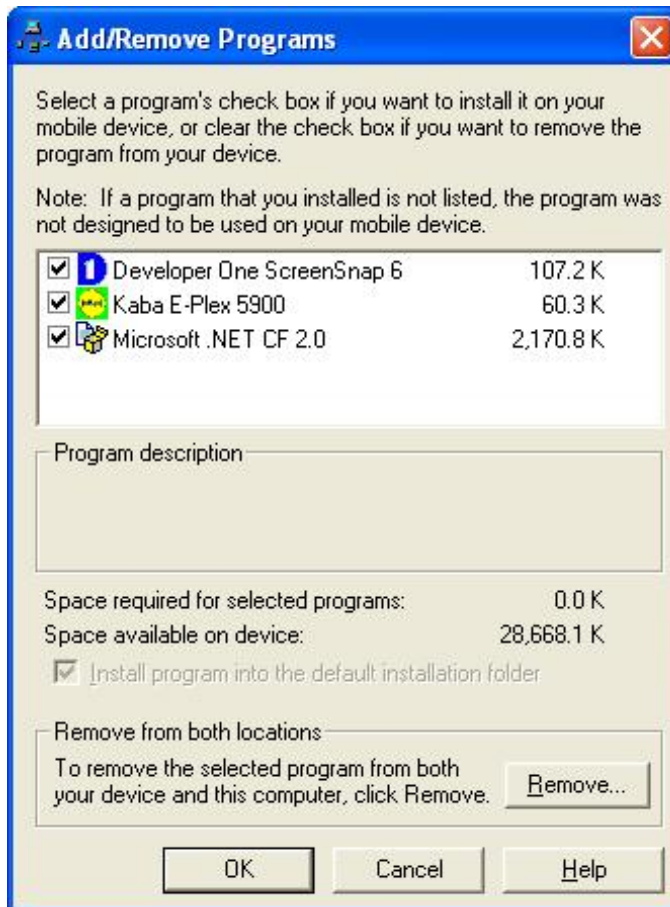 Add/Remove Programs
Select a program's check box if you want to install it on your
mobile device, or clear the check box if you want to remove the
program from your device.
Note: If a program that you installed is not listed, the program was
not designed to be used on your mobile device.
Developer One ScreenSnap 6 107.2 K
Kaba E-Plex 5900 60.3 K
Microsoft .NET CF 2.0 2,170.8 K
Program description
Space required for selected programs: 0.0 K
Space available on device: 28,668.1 K
Install program into the default installation folder
Remove from both locations
To remove the selected program from both
your device and this computer, click Remove.
Remove...
OK Cancel Help